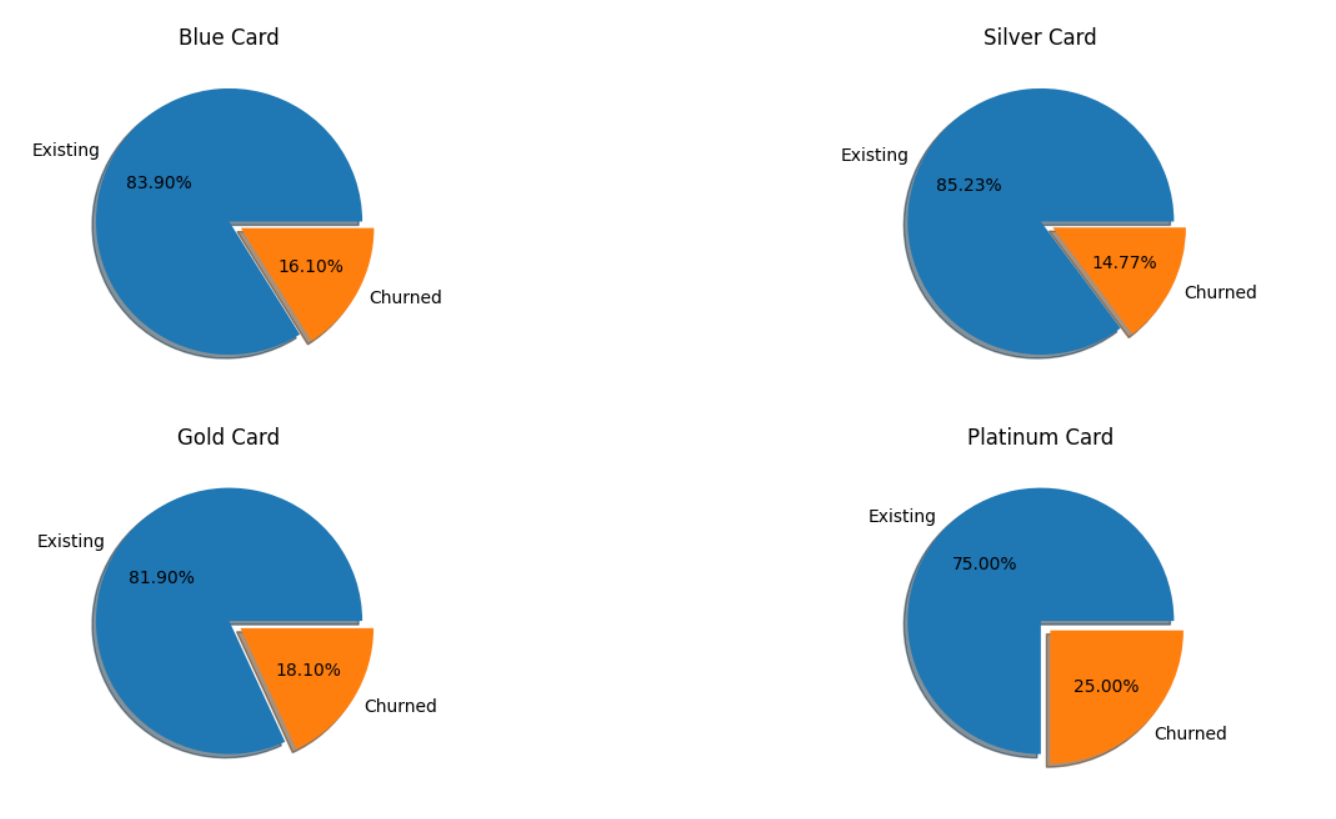 Blue Card
Existing
83.90%
16.10%
Churned
Silver Card
Existing
85.23%
14.77%
Churned
Gold Card
Existing
81.90%
18.10%
Churned
Platinum Card
Existing
75.00%
25.00%
Churned